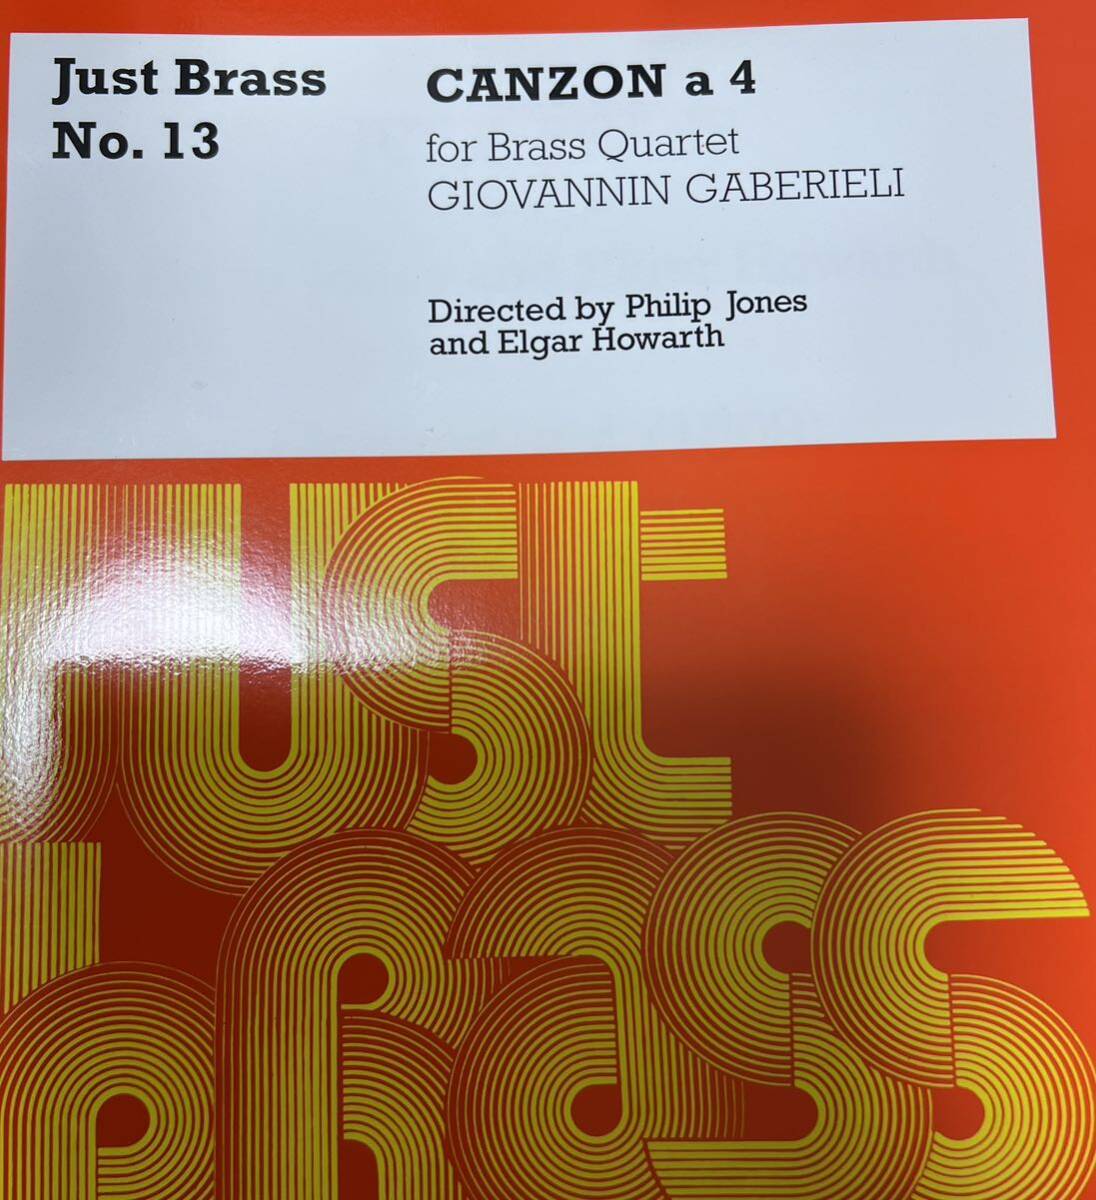 Just Brass
No. 13
CANZON a 4
for Brass Quartet
GIOVANNIN GABERIELI
Directed by Philip Jones
and Elgar Howarth
Just
Brass